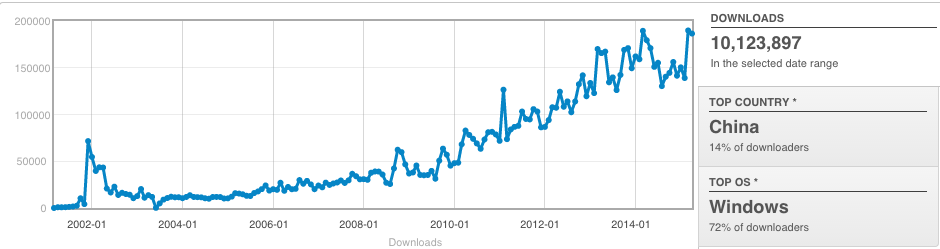 200000
150000
100000
50000
0
2002-01 2004-01 2006-01 2008-01 2010-01 2012-01 2014-01
Downloads
DOWNLOADS
10,123,897
In the selected date range
TOP COUNTRY *
China
14% of downloaders
TOP OS *
Windows
72% of downloaders